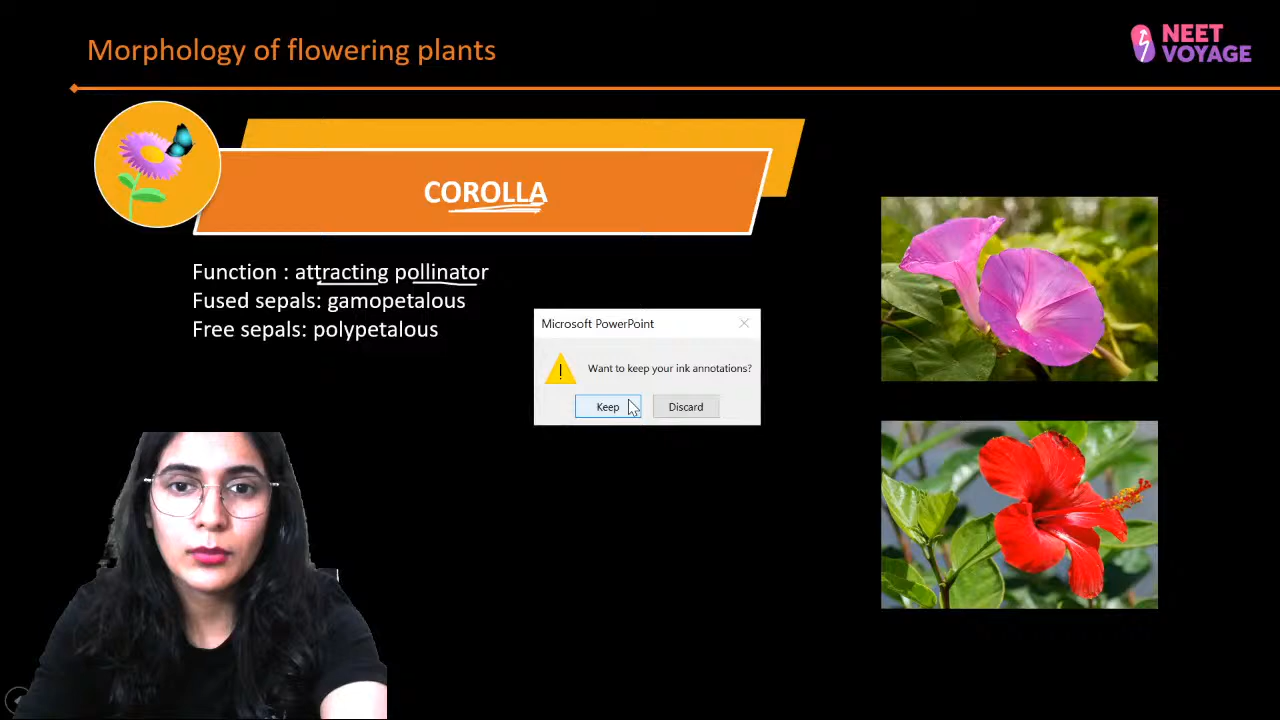 Morphology of flowering plants
NEET
VOYAGE
COROLLA
Function : attracting pollinator
Fused sepals: gamopetalous
Free sepals: polypetalous
Microsoft PowerPoint
Want to keep your ink annotations?
Keep
Discard